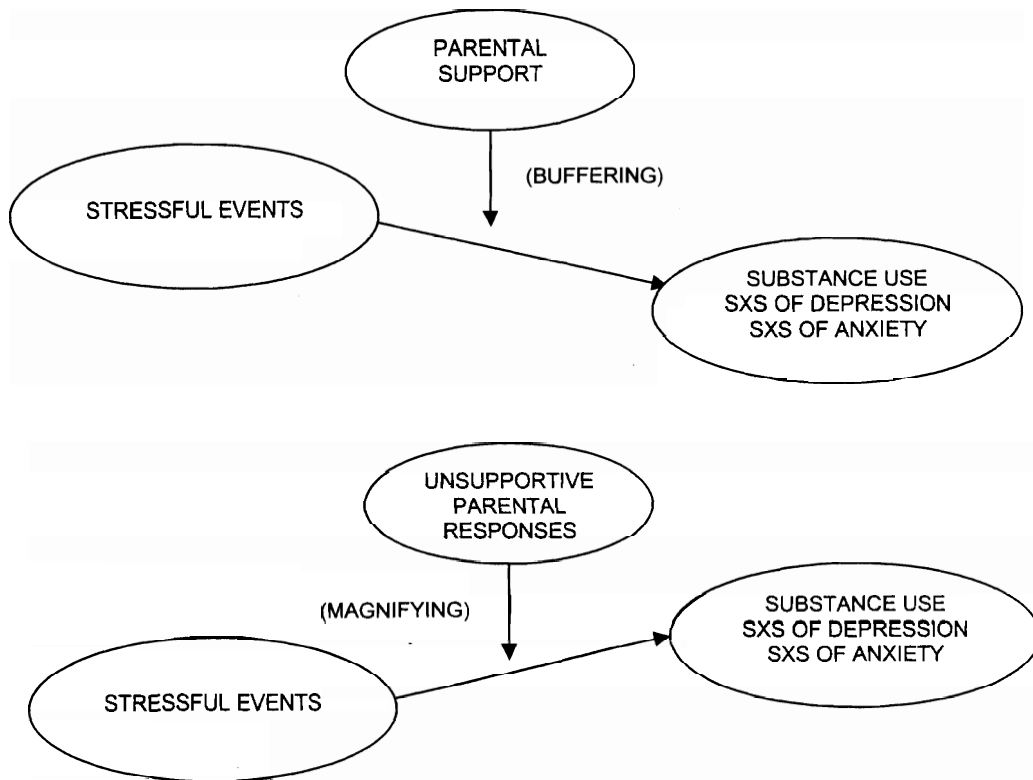 PARENTAL
SUPPORT
(BUFFERING)
STRESSFUL EVENTS
SUBSTANCE USE
SXS OF DEPRESSION
SXS OF ANXIETY
UNSUPPORTIVE
PARENTAL
RESPONSES
(MAGNIFYING)
SUBSTANCE USE
SXS OF DEPRESSION
SXS OF ANXIETY
STRESSFUL EVENTS